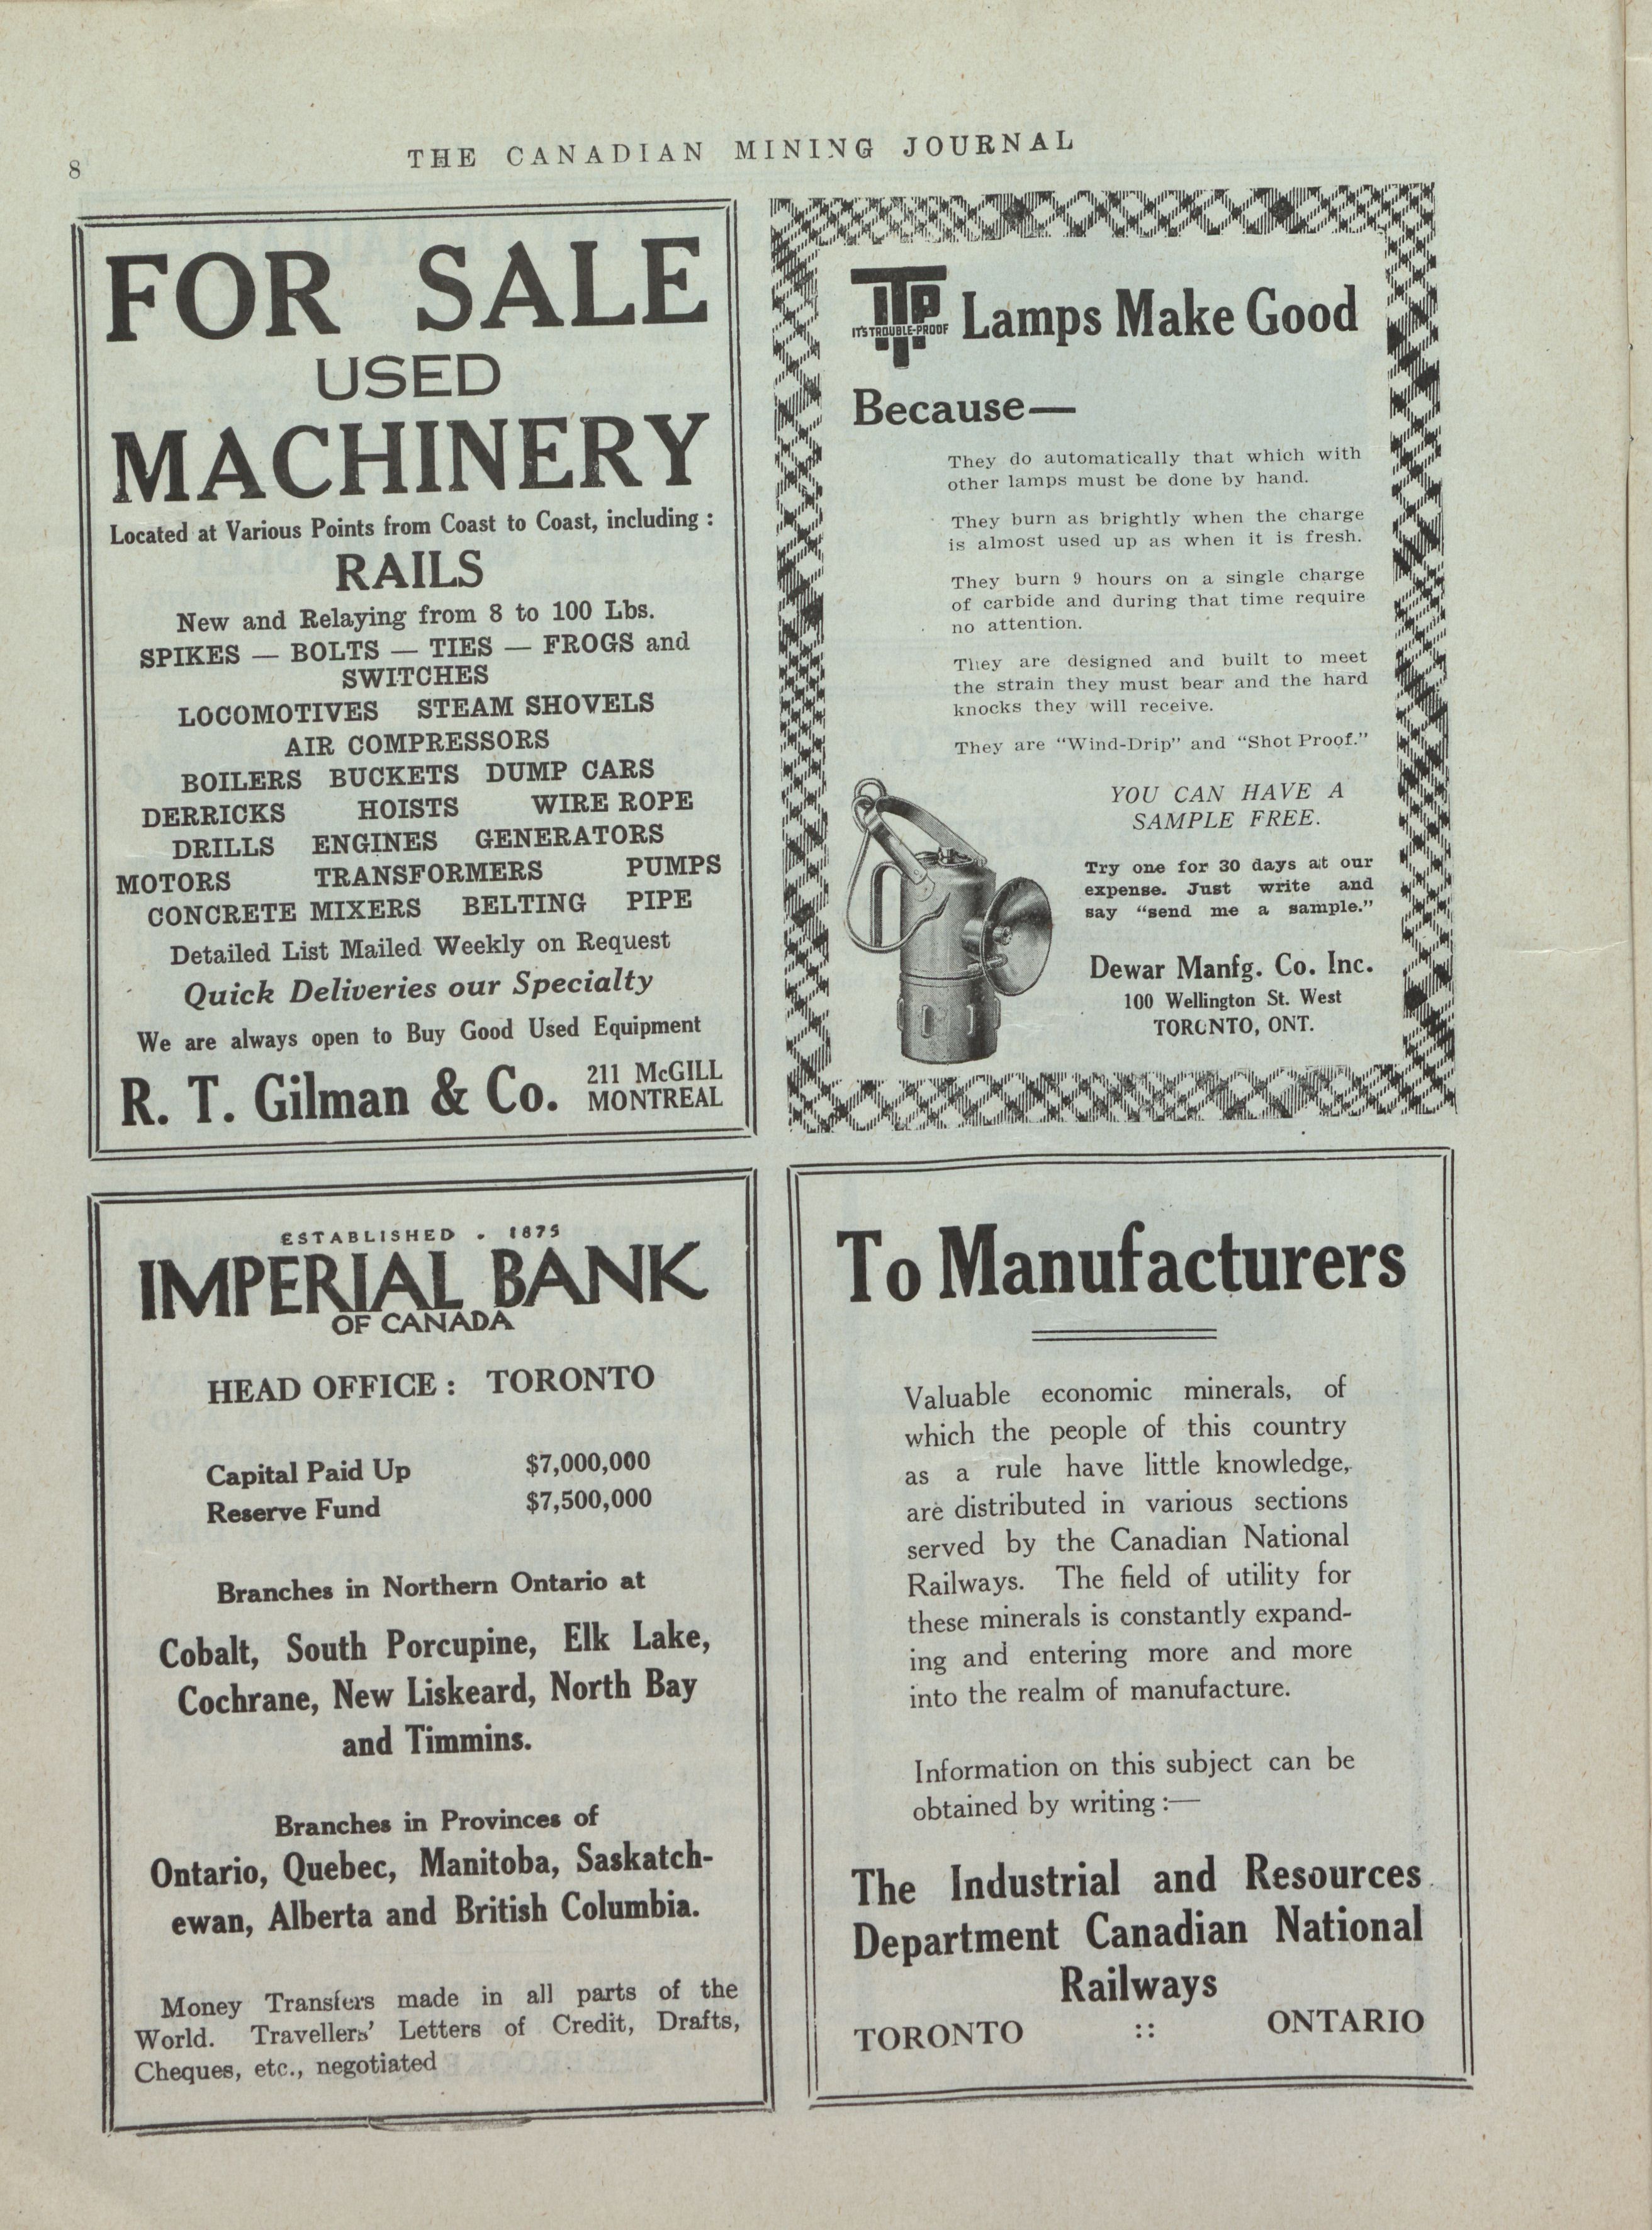 8
THE CANADIAN MINING JOURNAL
FOR SALE
USED
MACHINERY
Located at Various Points from Coast to Coast, including :
RAILS
New and Relaying from 8 to 100 Lbs.
SPIKES — BOLTS — TIES — FROGS and
SWITCHES
LOCOMOTIVES STEAM SHOVELS
AIR COMPRESSORS
BOILERS BUCKETS DUMP CARS
DERRICKS HOISTS WIRE ROPE
DRILLS ENGINES GENERATORS
MOTORS TRANSFORMERS PUMPS
CONCRETE MIXERS BELTING PIPE
Detailed List Mailed Weekly on Request
Quick Deliveries our Specialty
We are always open to Buy Good Used Equipment
R. T. Gilman & Co.
211 McGILL
MONTREAL
ITP
IT'S TROUBLE-PROOF
Lamps Make Good
Because—
They do automatically that which with
other lamps must be done by hand.
They burn as brightly when the charge
is almost used up as when it is fresh.
They burn 9 hours on a single charge
of carbide and during that time require
no attention.
They are designed and built to meet
the strain they must bear and the hard
knocks they will receive.
They are "Wind-Drip" and "Shot Proof."
YOU CAN HAVE A
SAMPLE FREE.
Try one for 30 days at our
expense. Just write and
say "send me a sample."
Dewar Manfg. Co. Inc.
100 Wellington St. West
TORONTO, ONT.
ESTABLISHED . 1875
IMPERIAL BANK
OF CANADA
HEAD OFFICE : TORONTO
Capital Paid Up $7,000,000
Reserve Fund $7,500,000
Branches in Northern Ontario at
Cobalt, South Porcupine, Elk Lake,
Cochrane, New Liskeard, North Bay
and Timmins.
Branches in Provinces of
Ontario, Quebec, Manitoba, Saskatch-
ewan, Alberta and British Columbia.
Money Transfers made in all parts of the
World. Travellers' Letters of Credit, Drafts,
Cheques, etc., negotiated
To Manufacturers
Valuable economic minerals, of
which the people of this country
as a rule have little knowledge,
are distributed in various sections
served by the Canadian National
Railways. The field of utility for
these minerals is constantly expand-
ing and entering more and more
into the realm of manufacture.
Information on this subject can be
obtained by writing :—
The Industrial and Resources
Department Canadian National
Railways
TORONTO :: ONTARIO